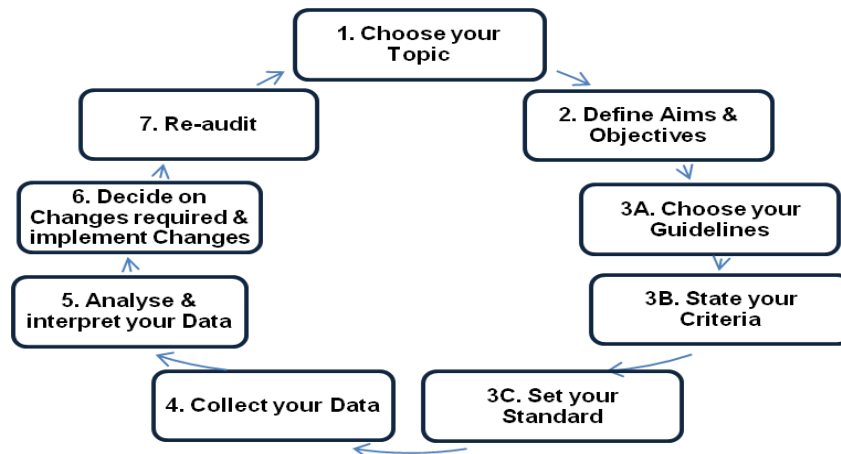 1. Choose your
Topic
2. Define Aims &
Objectives
3A. Choose your
Guidelines
3B. State your
Criteria
3C. Set your
Standard
4. Collect your Data
5. Analyse &
interpret your Data
6. Decide on
Changes required &
implement Changes
7. Re-audit